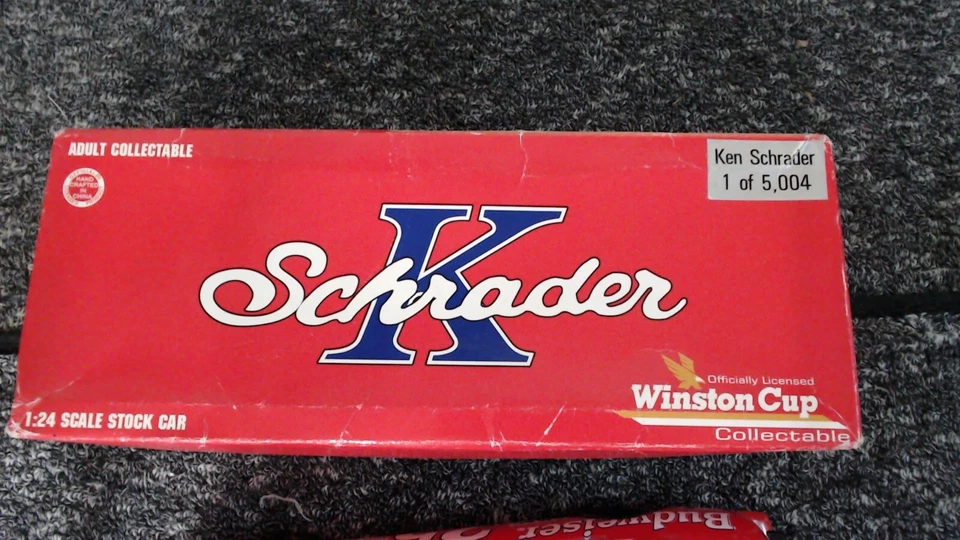 ADULT COLLECTABLE
HAND
CRAFTED
IN
CHINA
Ken Schrader
1 of 5,004
K
Schrader
Officially Licensed
Winston Cup
Collectable
1:24 SCALE STOCK CAR
Budweiser 25